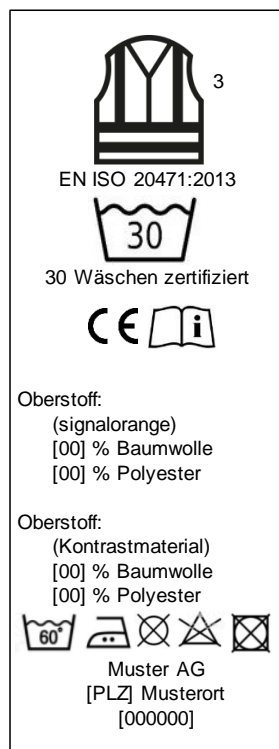 3
EN ISO 20471:2013
30
30 Wäschen zertifiziert
CE i
Oberstoff:
(signalorange)
[00] % Baumwolle
[00] % Polyester
Oberstoff:
(Kontrastmaterial)
[00] % Baumwolle
[00] % Polyester
60°
Muster AG
[PLZ] Musterort
[000000]